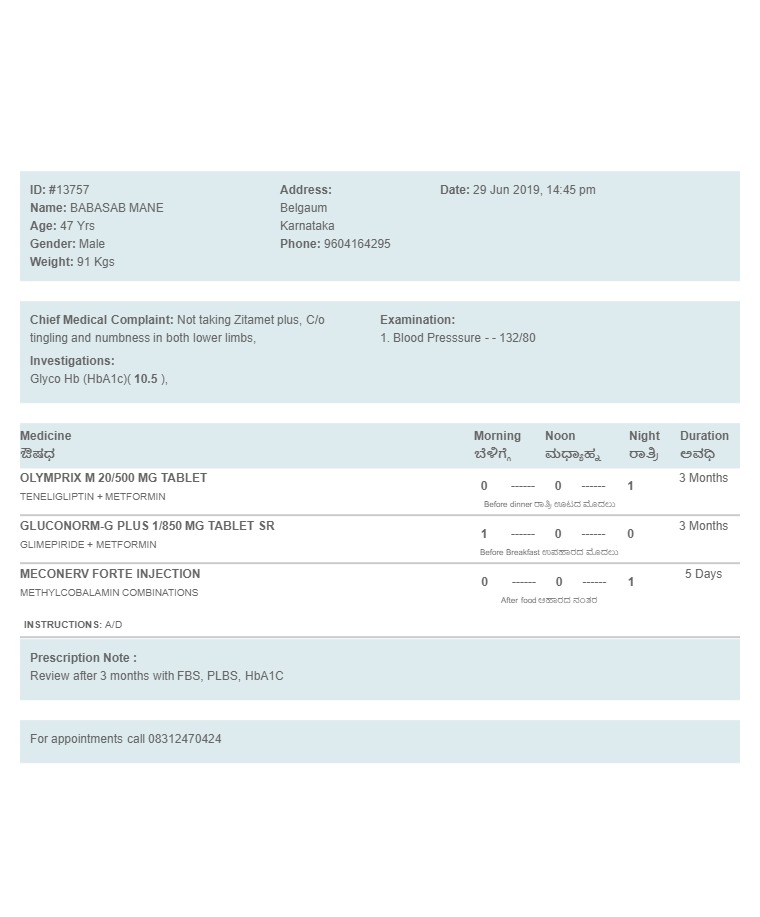 ID: #13757
Name: BABASAB MANE
Age: 47 Yrs
Gender: Male
Weight: 91 Kgs
Address:
Belgaum
Karnataka
Phone: 9604164295
Date: 29 Jun 2019, 14:45 pm
Chief Medical Complaint: Not taking Zitamet plus, C/o
tingling and numbness in both lower limbs,
Investigations:
Glyco Hb (HbA1c)( 10.5 ),
Examination:
1. Blood Presssure - - 132/80
Medicine Morning Noon Night Duration
ಔಷಧ ಬೆಳಿಗ್ಗೆ ಮಧ್ಯಾಹ್ನ ರಾತ್ರಿ ಅವಧಿ
OLYMPRIX M 20/500 MG TABLET 0 ------ 0 ------ 1 3 Months
TENELIGLIPTIN + METFORMIN
Before dinner ರಾತ್ರಿ ಊಟದ ಮೊದಲು
GLUCONORM-G PLUS 1/850 MG TABLET SR 1 ------ 0 ------ 0 3 Months
GLIMEPIRIDE + METFORMIN
Before Breakfast ಉಪಹಾರದ ಮೊದಲು
MECONERV FORTE INJECTION 0 ------ 0 ------ 1 5 Days
METHYLCOBALAMIN COMBINATIONS
After food ಆಹಾರದ ನಂತರ
INSTRUCTIONS: A/D
Prescription Note :
Review after 3 months with FBS, PLBS, HbA1C
For appointments call 08312470424